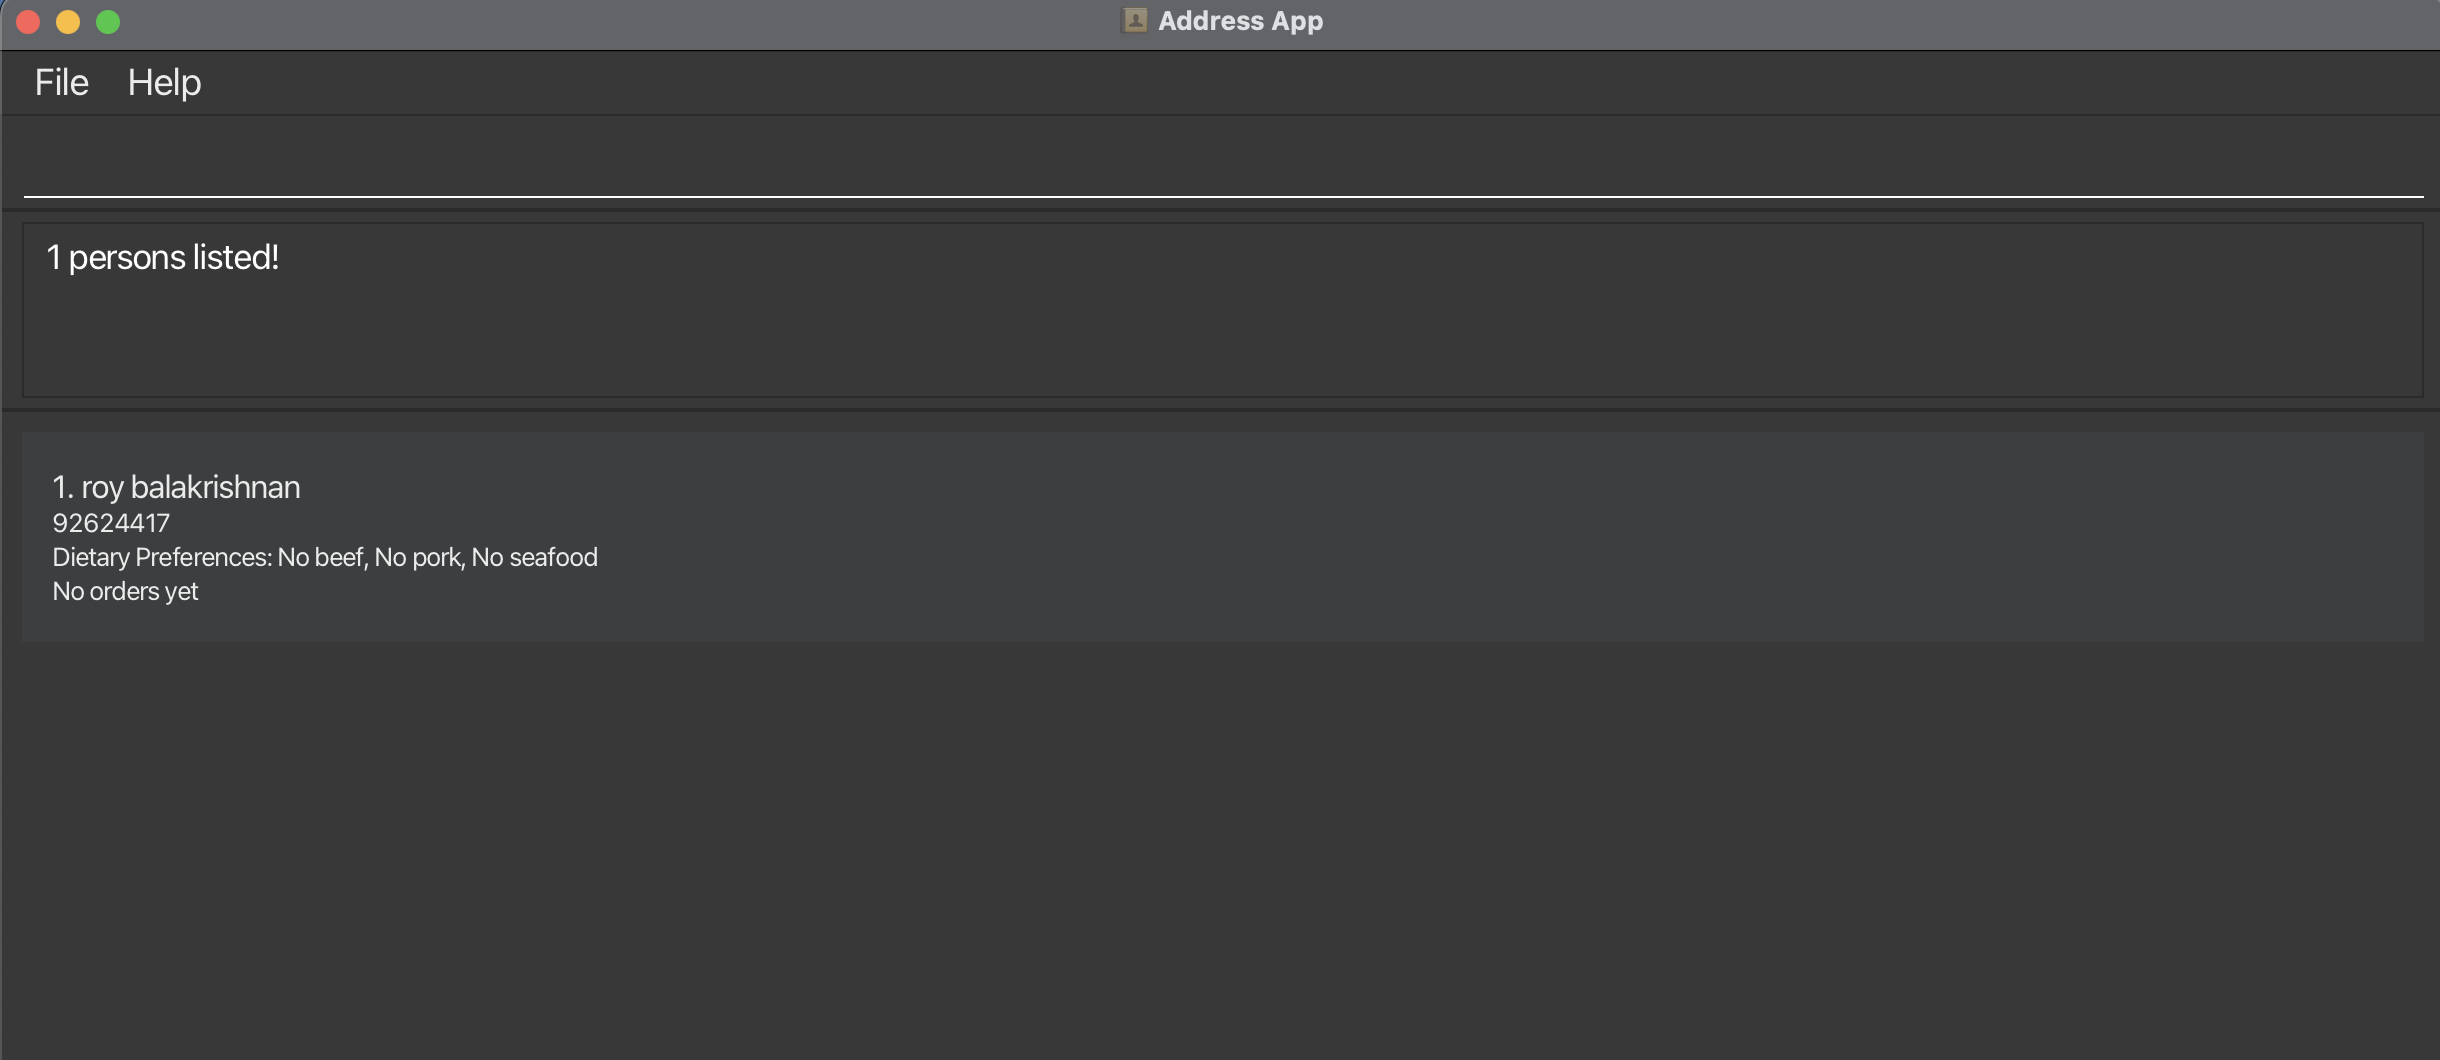 Address App
File Help
1 persons listed!
1. roy balakrishnan
92624417
Dietary Preferences: No beef, No pork, No seafood
No orders yet